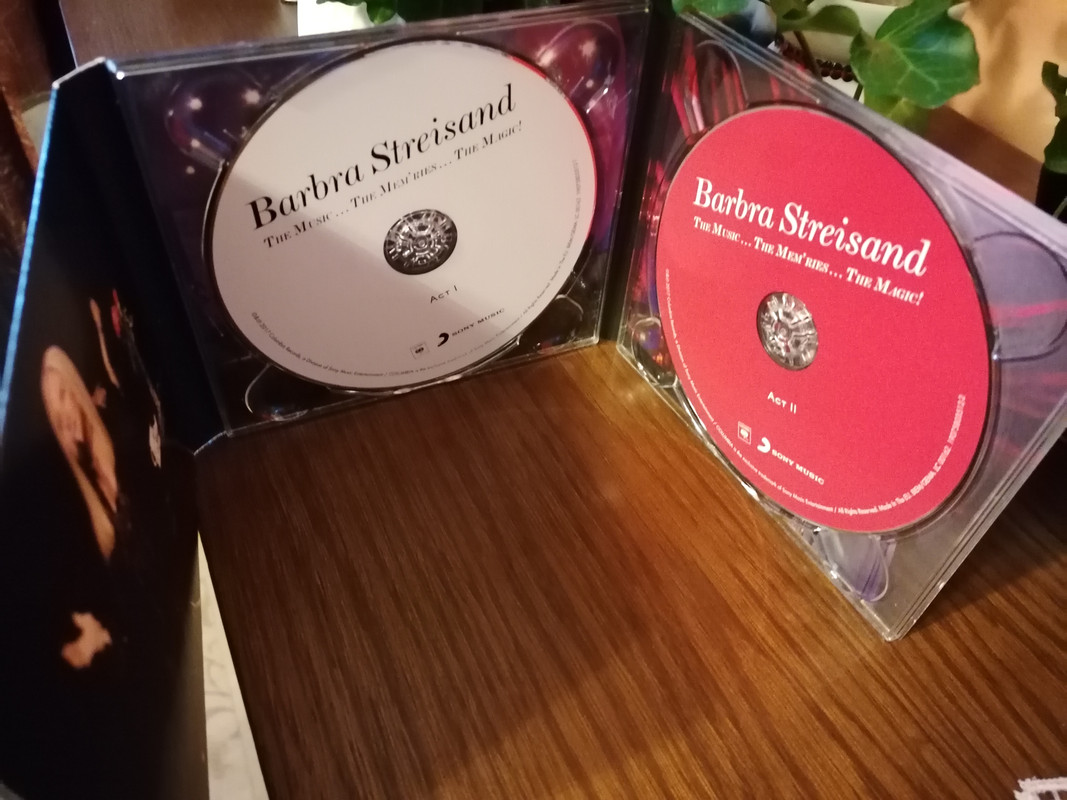 Barbra Streisand
The Music... The Mem'ries... The Magic!
Act I
SONY MUSIC
Barbra Streisand
The Music... The Mem'ries... The Magic!
Act II
SONY MUSIC